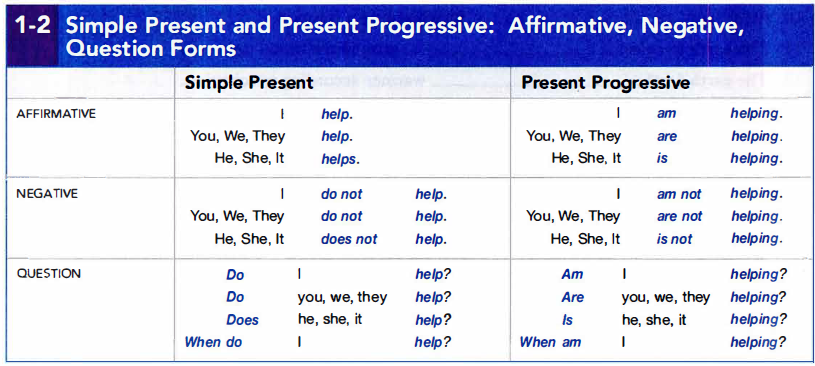 1-2 Simple Present and Present Progressive: Affirmative, Negative,
Question Forms
Simple Present Present Progressive
AFFIRMATIVE I help. I am helping.
You, We, They help. You, We, They are helping.
He, She, It helps. He, She, It is helping.
NEGATIVE I do not help. I am not helping.
You, We, They do not help. You, We, They are not helping.
He, She, It does not help. He, She, It is not helping.
QUESTION Do I help? Am I helping?
Do you, we, they help? Are you, we, they helping?
Does he, she, it help? Is he, she, it helping?
When do I help? When am I helping?